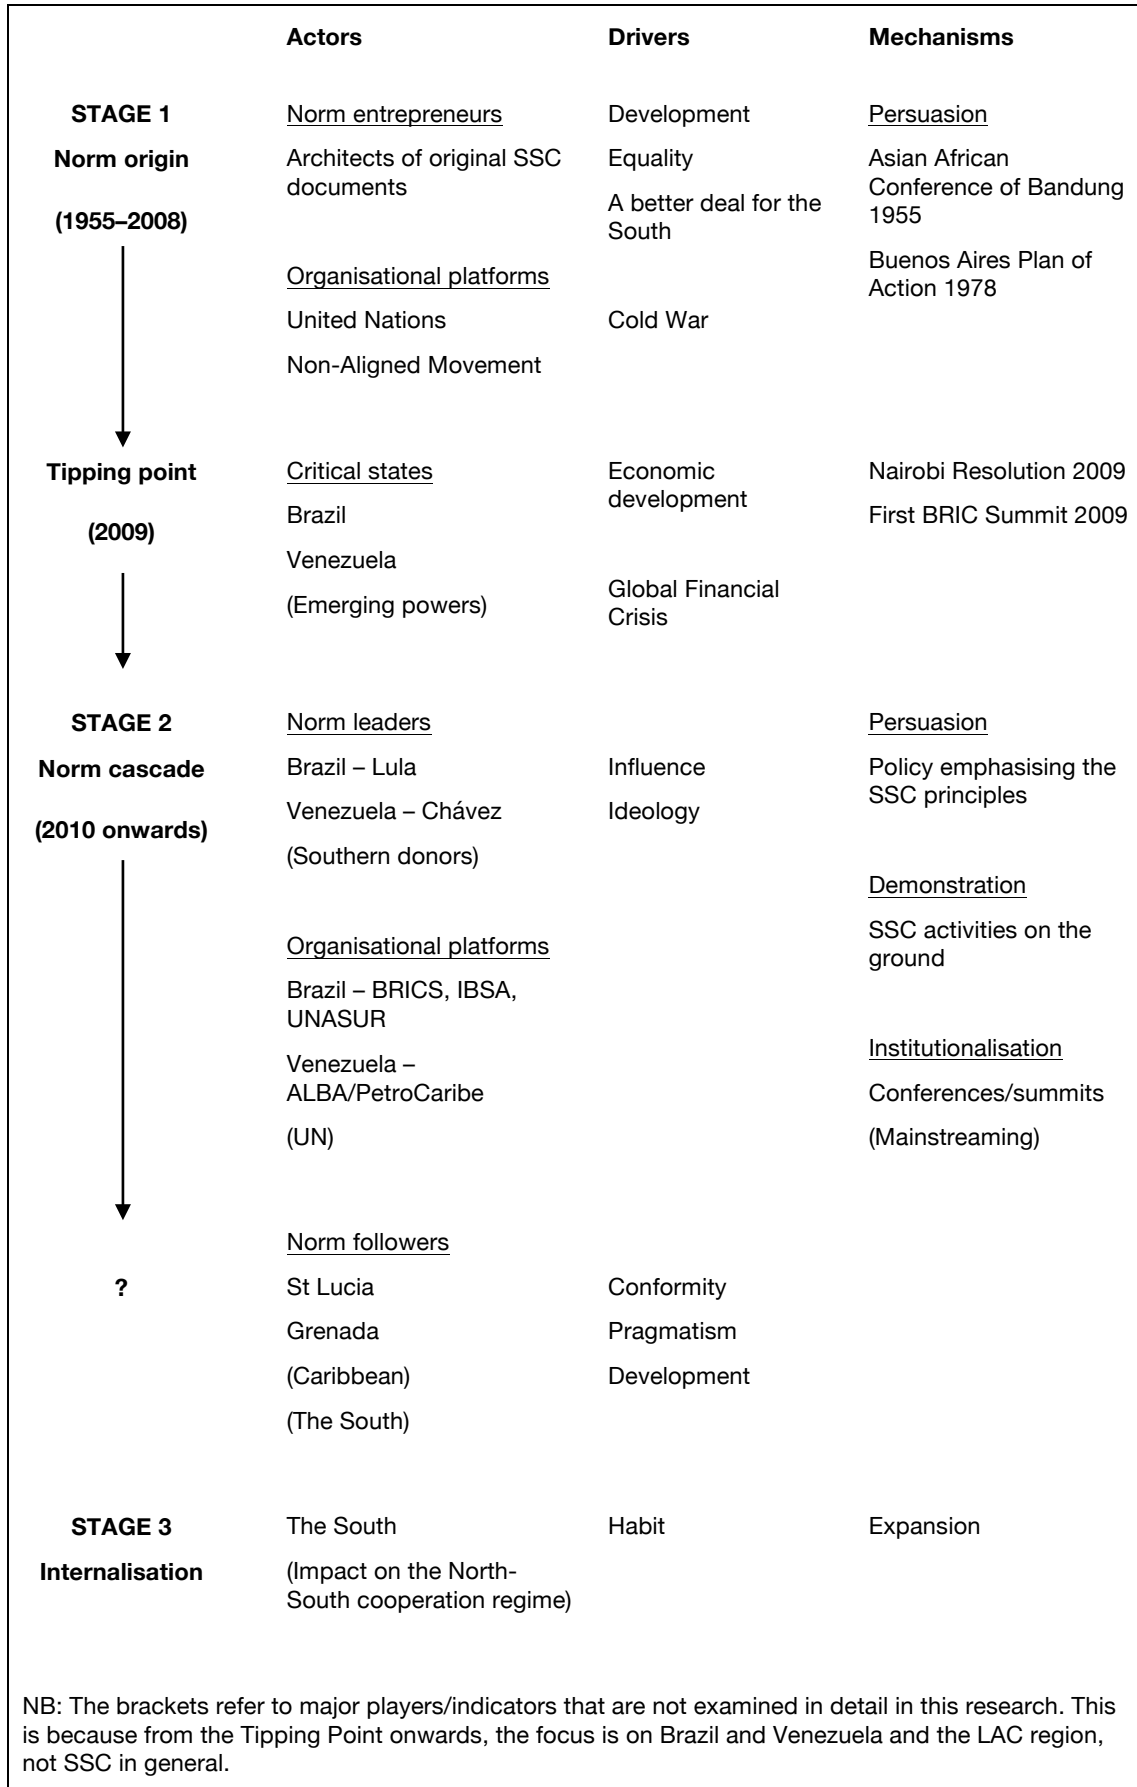 Actors Drivers Mechanisms
STAGE 1 Norm entrepreneurs Development Persuasion
Norm origin Architects of original SSC Equality Asian African
documents Conference of Bandung
(1955–2008) A better deal for the 1955
South
Buenos Aires Plan of
Organisational platforms Action 1978
United Nations Cold War
Non-Aligned Movement
Tipping point Critical states Economic Nairobi Resolution 2009
development
(2009) Brazil First BRIC Summit 2009
Venezuela
Global Financial
(Emerging powers) Crisis
STAGE 2 Norm leaders Persuasion
Norm cascade Brazil – Lula Influence Policy emphasising the
SSC principles
(2010 onwards) Venezuela – Chávez Ideology
(Southern donors)
Demonstration
SSC activities on the
Organisational platforms ground
Brazil – BRICS, IBSA,
UNASUR
Institutionalisation
Venezuela –
ALBA/PetroCaribe Conferences/summits
(UN) (Mainstreaming)
Norm followers
? St Lucia Conformity
Grenada Pragmatism
(Caribbean) Development
(The South)
STAGE 3 The South Habit Expansion
Internalisation (Impact on the North-
South cooperation regime)
NB: The brackets refer to major players/indicators that are not examined in detail in this research. This
is because from the Tipping Point onwards, the focus is on Brazil and Venezuela and the LAC region,
not SSC in general.